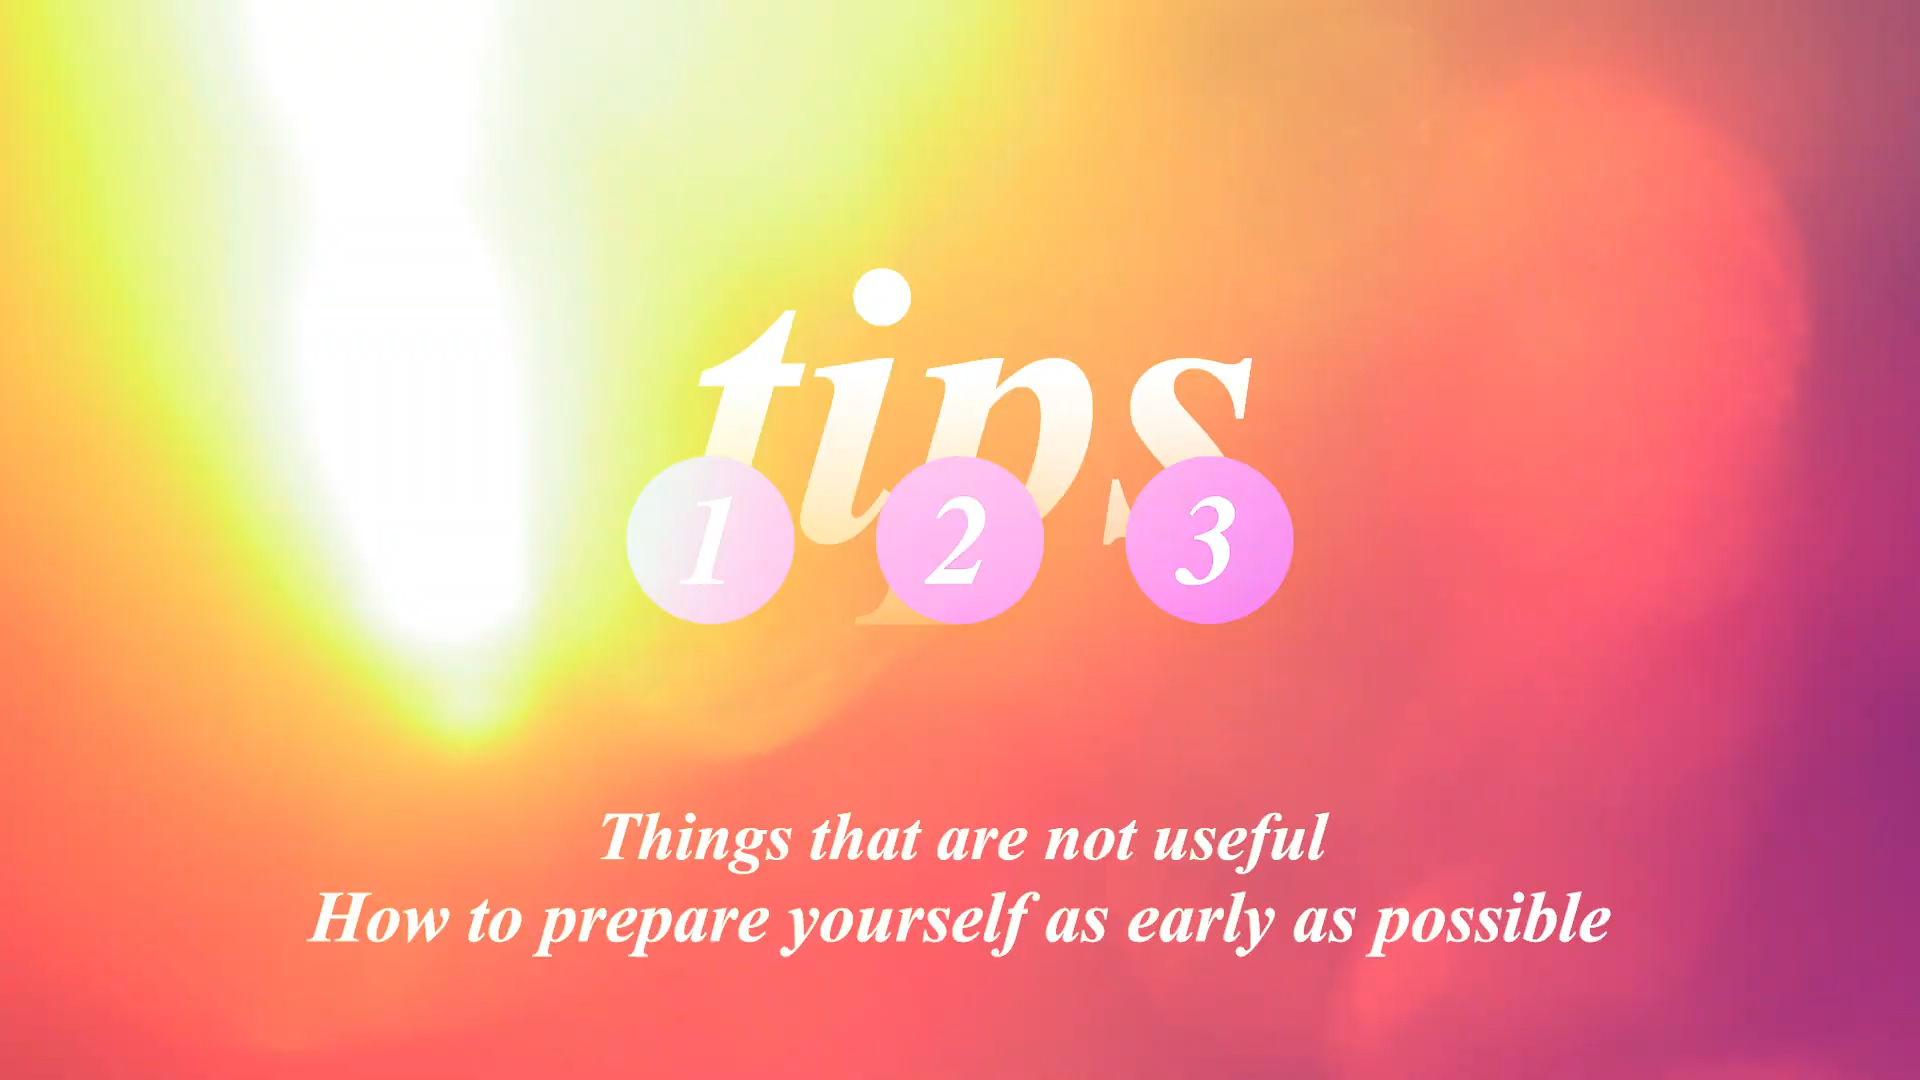 tips
1 2 3
Things that are not useful
How to prepare yourself as early as possible